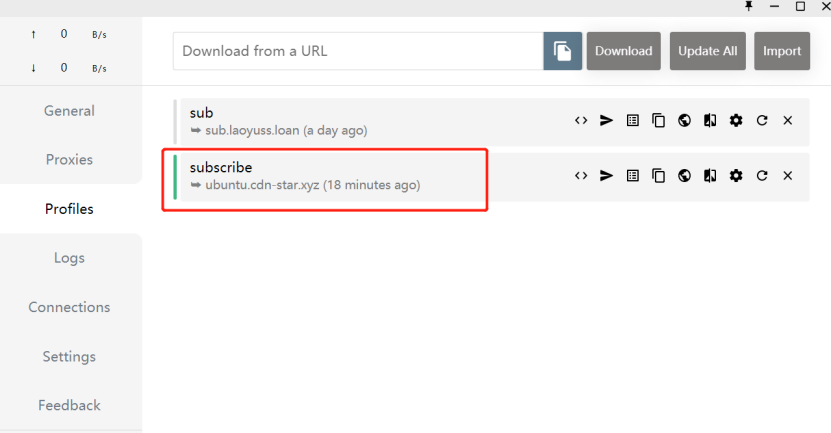 ↑ 0 B/s
↓ 0 B/s
Download from a URL
Download
Update All
Import
General
Proxies
Profiles
Logs
Connections
Settings
Feedback
sub
➥ sub.laoyuss.loan (a day ago)
subscribe
➥ ubuntu.cdn-star.xyz (18 minutes ago)